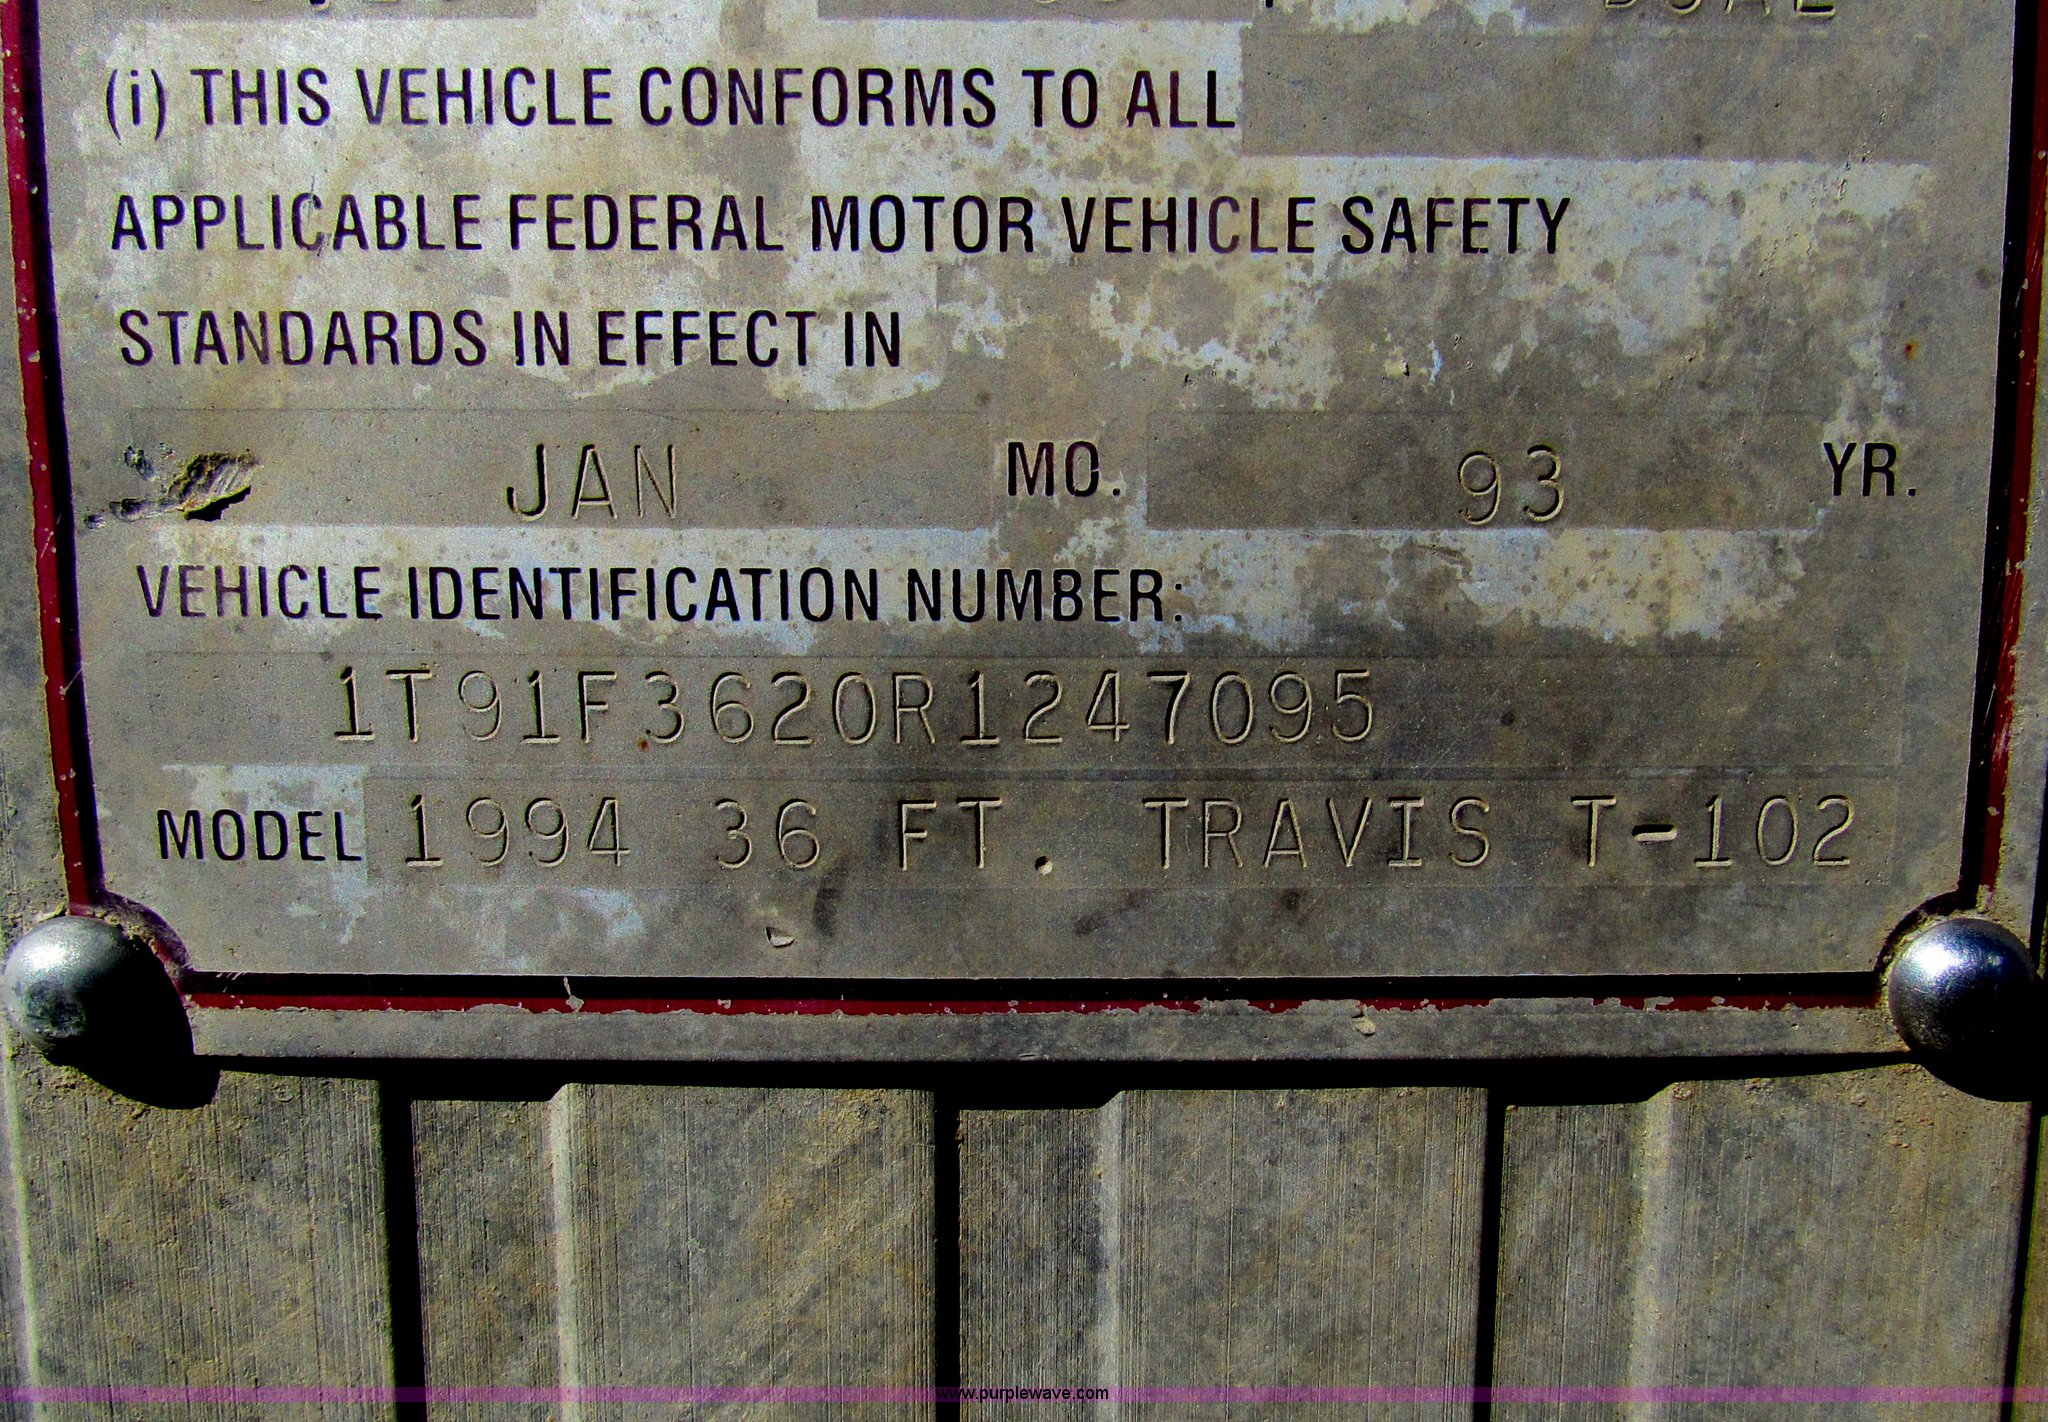 (i) THIS VEHICLE CONFORMS TO ALL
APPLICABLE FEDERAL MOTOR VEHICLE SAFETY
STANDARDS IN EFFECT IN
JAN MO. 93 YR.
VEHICLE IDENTIFICATION NUMBER:
1T91F3620R1247095
MODEL 1994 36 FT. TRAVIS T-102
www.purplewave.com